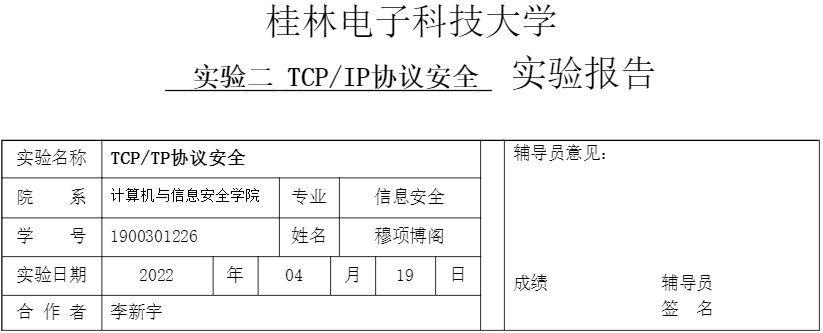 桂林电子科技大学
实验二 TCP/IP协议安全 实验报告
实验名称 TCP/TP协议安全
辅导员意见：
院 系 计算机与信息安全学院 专业 信息安全
学 号 1900301226 姓名 穆项博阁
实验日期 2022 年 04 月 19 日
成绩 辅导员
合作者 李新宇
签 名